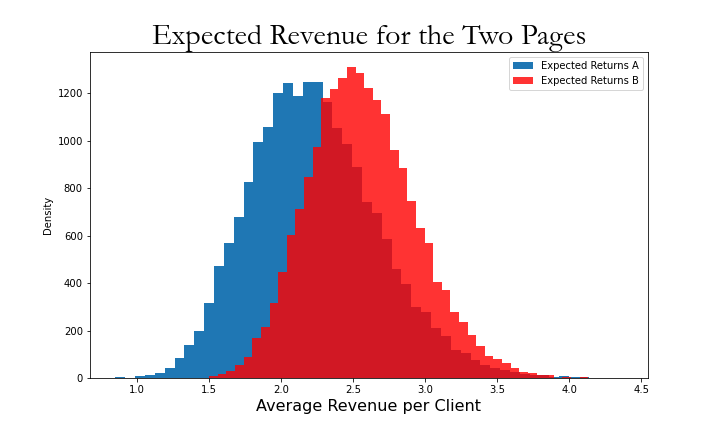 Expected Revenue for the Two Pages
Expected Returns A
Expected Returns B
Density
1200
1000
800
600
400
200
0
1.0 1.5 2.0 2.5 3.0 3.5 4.0 4.5
Average Revenue per Client